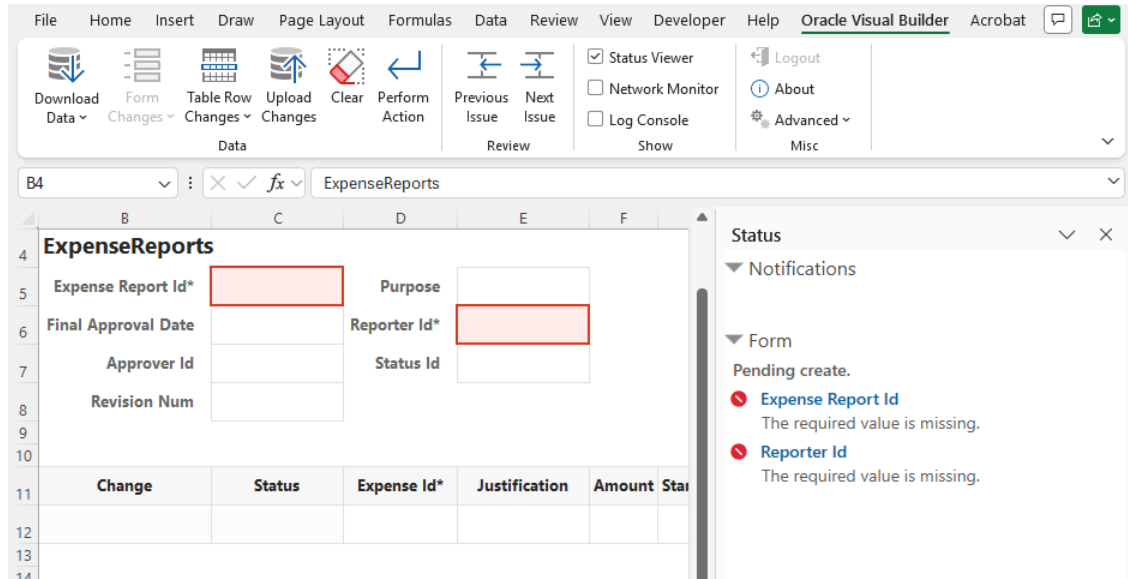 File Home Insert Draw Page Layout Formulas Data Review View Developer Help Oracle Visual Builder Acrobat
Download Data
Form Changes
Table Row Changes
Upload Changes
Clear
Perform Action
Data
Previous Issue
Next Issue
Review
Status Viewer
Network Monitor
Log Console
Show
Logout
About
Advanced
Misc
B4 fx ExpenseReports
B C D E F
4 ExpenseReports
5 Expense Report Id* Purpose
6 Final Approval Date Reporter Id*
7 Approver Id Status Id
8 Revision Num
9
10
11 Change Status Expense Id* Justification Amount Star
12
13
14
Status
Notifications
Form
Pending create.
Expense Report Id
The required value is missing.
Reporter Id
The required value is missing.